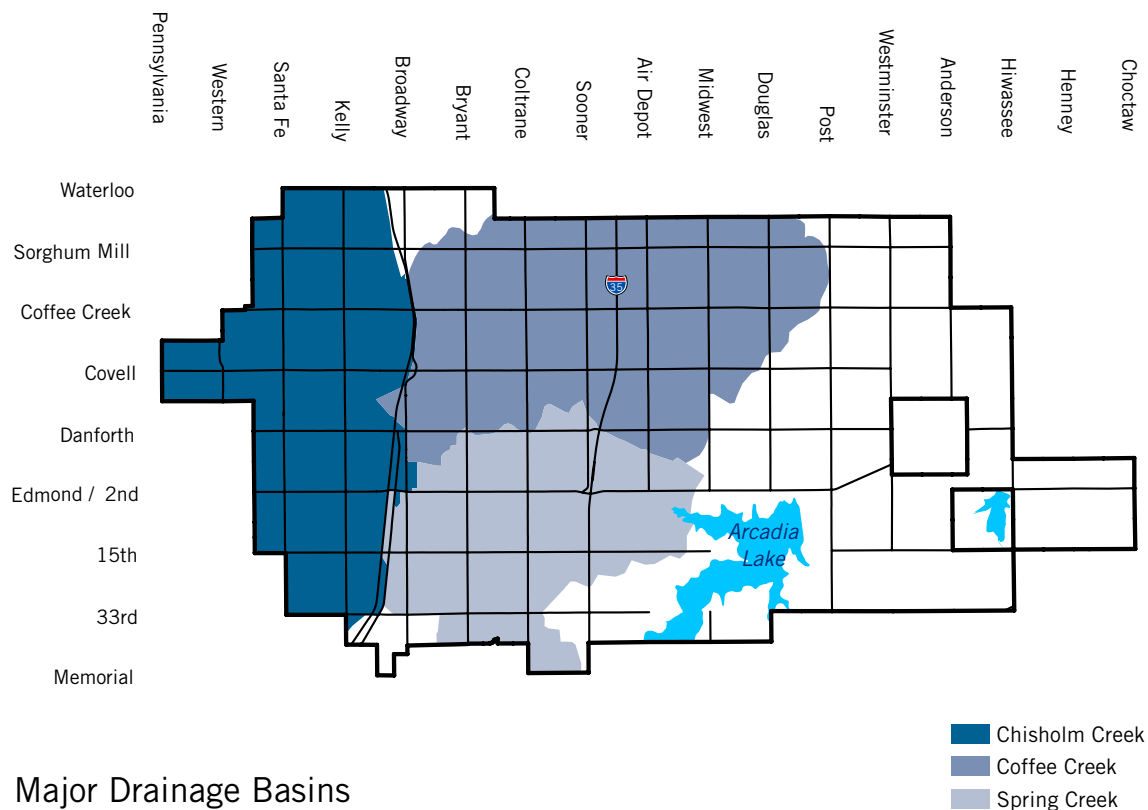 Pennsylvania
Western
Santa Fe
Kelly
Broadway
Bryant
Coltrane
Sooner
Air Depot
Midwest
Douglas
Post
Westminster
Anderson
Hiwassee
Henney
Choctaw
Waterloo
Sorghum Mill
Coffee Creek
Covell
Danforth
Edmond / 2nd
15th
33rd
Memorial
35
Arcadia
Lake
Chisholm Creek
Coffee Creek
Spring Creek
Major Drainage Basins